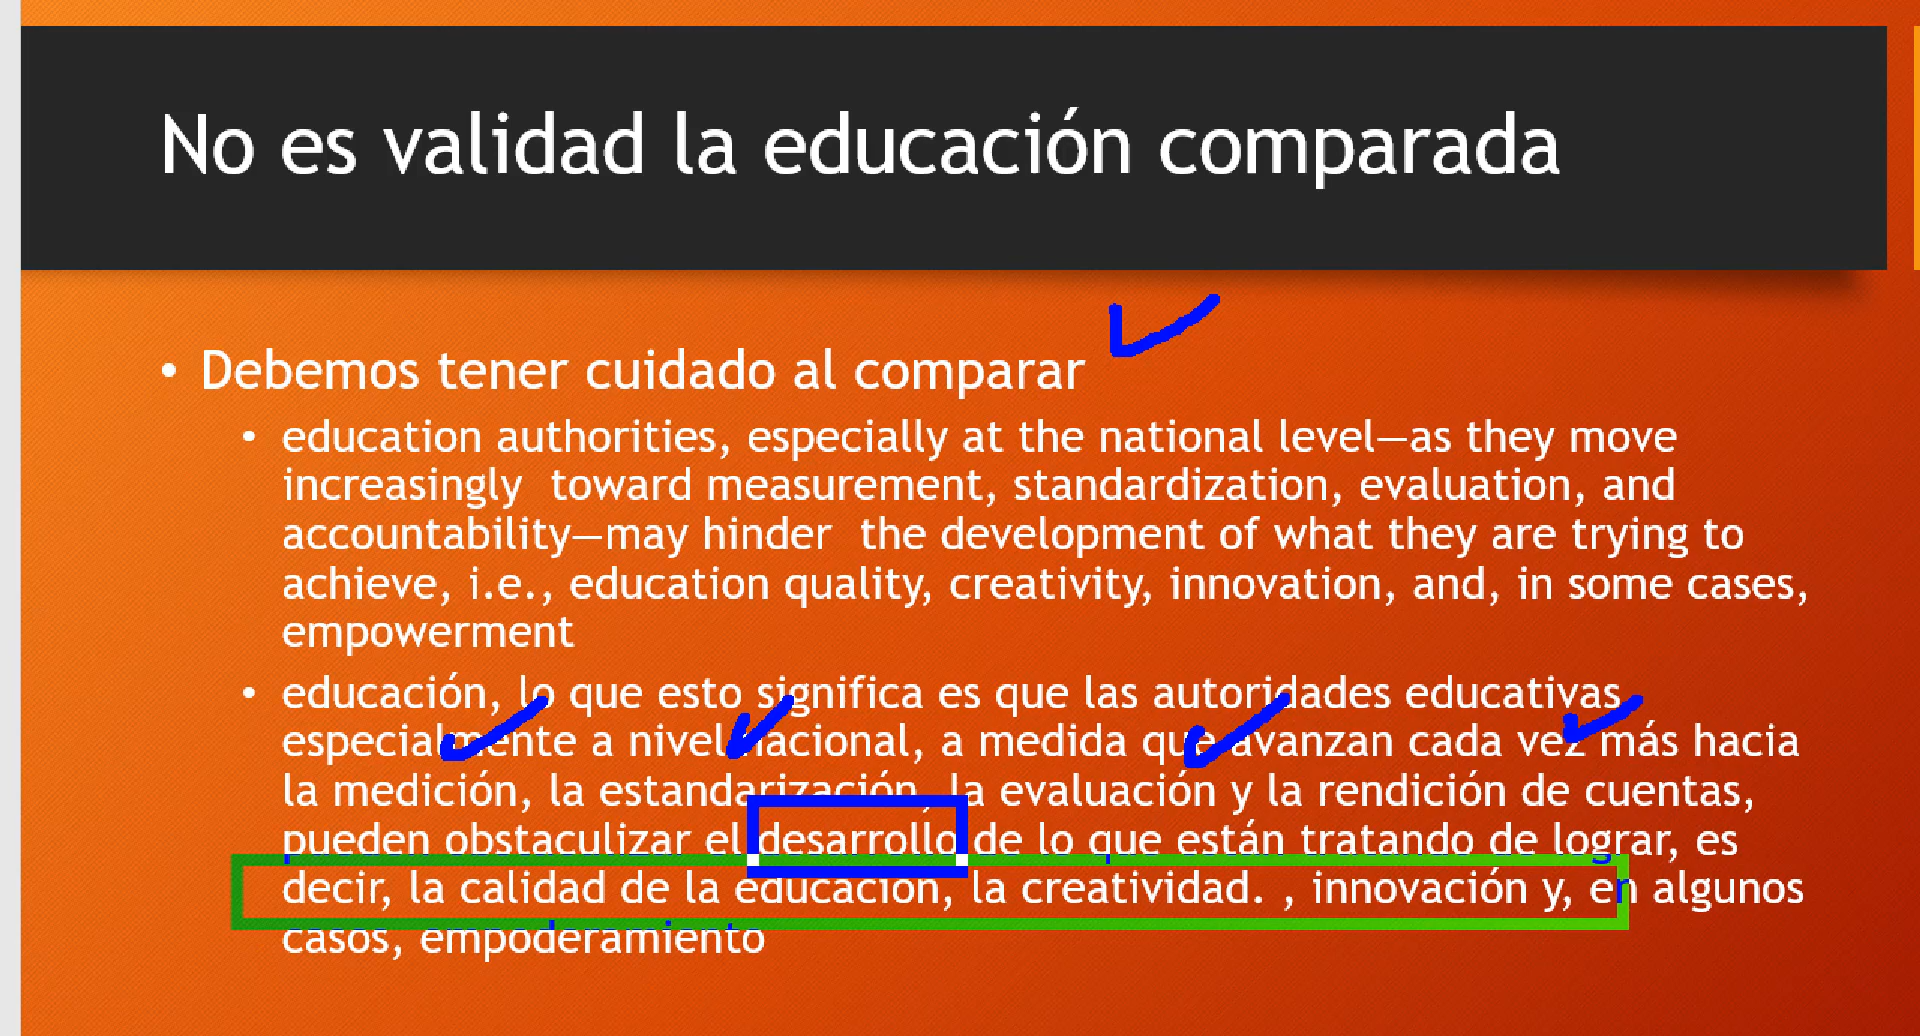 No es validad la educación comparada
• Debemos tener cuidado al comparar
• education authorities, especially at the national level—as they move
increasingly toward measurement, standardization, evaluation, and
accountability—may hinder the development of what they are trying to
achieve, i.e., education quality, creativity, innovation, and, in some cases,
empowerment
• educación, lo que esto significa es que las autoridades educativas,
especialmente a nivel nacional, a medida que avanzan cada vez más hacia
la medición, la estandarización, la evaluación y la rendición de cuentas,
pueden obstaculizar el desarrollo de lo que están tratando de lograr, es
decir, la calidad de la educación, la creatividad. , innovación y, en algunos
casos, empoderamiento